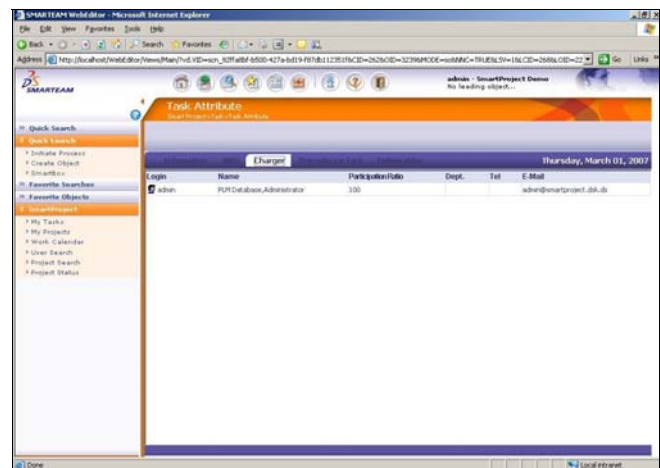 SMARTEAM WebEditor - Microsoft Internet Explorer
File Edit View Favorites Tools Help
Back Search Favorites
Address Go Links
SMARTEAM
admin - SmartProject Demo
No leading object...
Task Attribute
Quick Search
Quick Launch
Initiate Process
Create Object
SmartBox
Favorite Searches
Favorite Objects
SmartProject
My Tasks
My Projects
Work Calendar
User Search
Project Search
Project Status
Charger
Thursday, March 01, 2007
Login Name Participation Ratio Dept. Tel E-Mail
admin PLM Database,Administrator 100 admin@smartproject.dsk.ds
Done
Local intranet